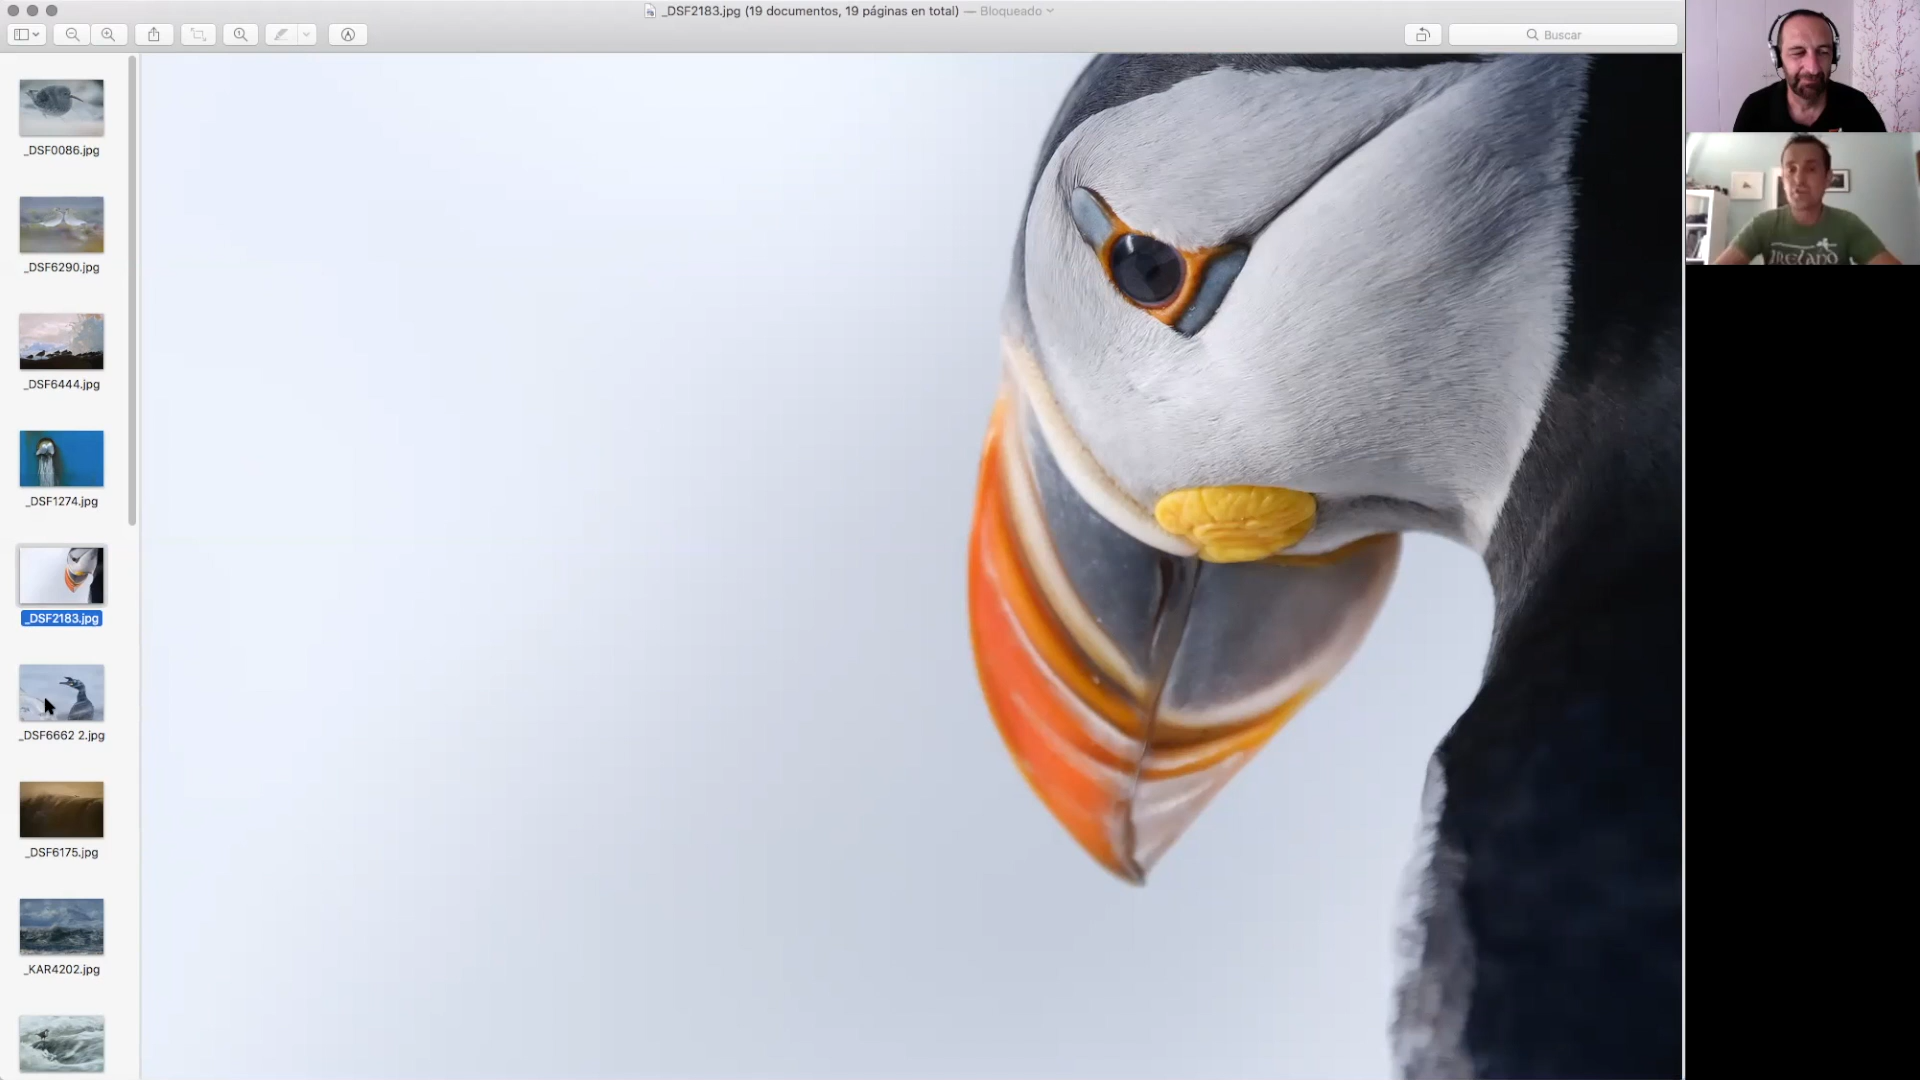 _DSF2183.jpg (19 documentos, 19 páginas en total) — Bloqueado
Buscar
_DSF0086.jpg
_DSF6290.jpg
_DSF6444.jpg
_DSF1274.jpg
_DSF2183.jpg
_DSF6662 2.jpg
_DSF6175.jpg
_KAR4202.jpg
IRELAND